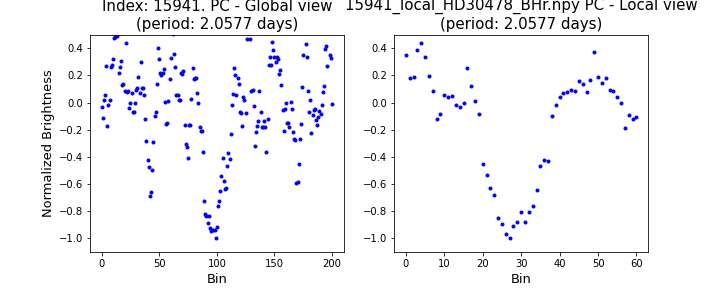 Index: 15941. PC - Global view
(period: 2.0577 days)
15941_local_HD30478_BHr.npy PC - Local view
(period: 2.0577 days)
Normalized Brightness
0.4
0.2
0.0
−0.2
−0.4
−0.6
−0.8
−1.0
0 50 100 150 200
Bin
0.4
0.2
0.0
−0.2
−0.4
−0.6
−0.8
−1.0
0 10 20 30 40 50 60
Bin